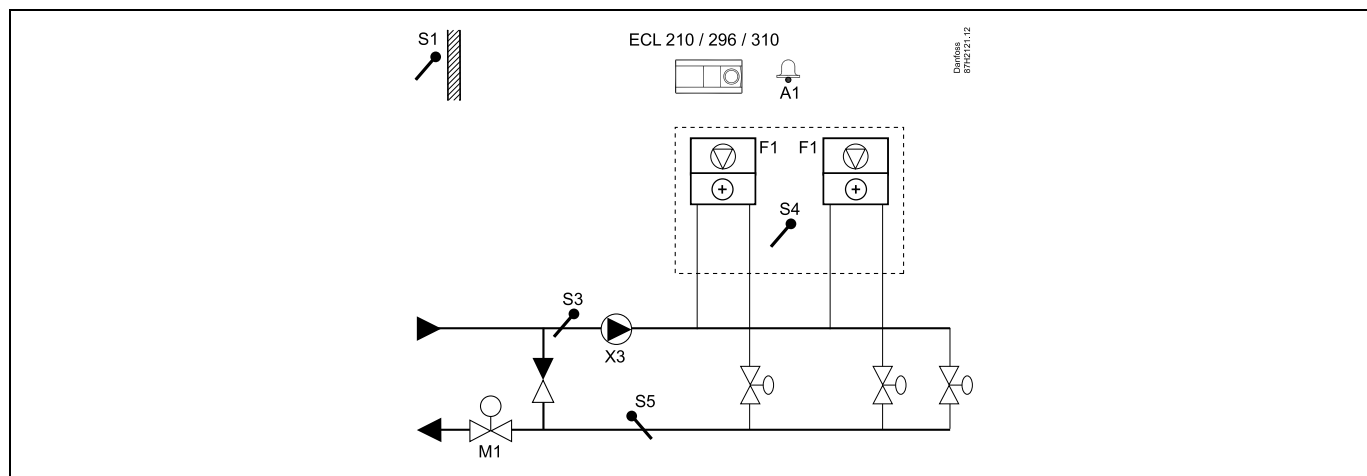 S1
ECL 210 / 296 / 310
Danfoss
87H2121.12
A1
F1
F1
S4
S3
X3
S5
M1